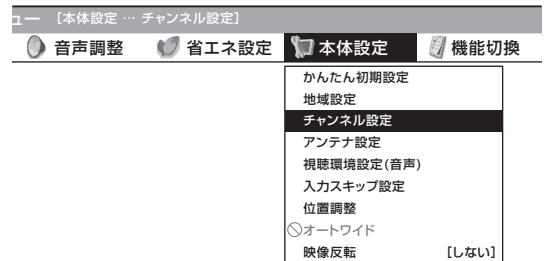 ュー [本体設定 … チャンネル設定]
音声調整 省エネ設定 本体設定 機能切換
かんたん初期設定
地域設定
チャンネル設定
アンテナ設定
視聴環境設定(音声)
入力スキップ設定
位置調整
オートワイド
映像反転 [しない]